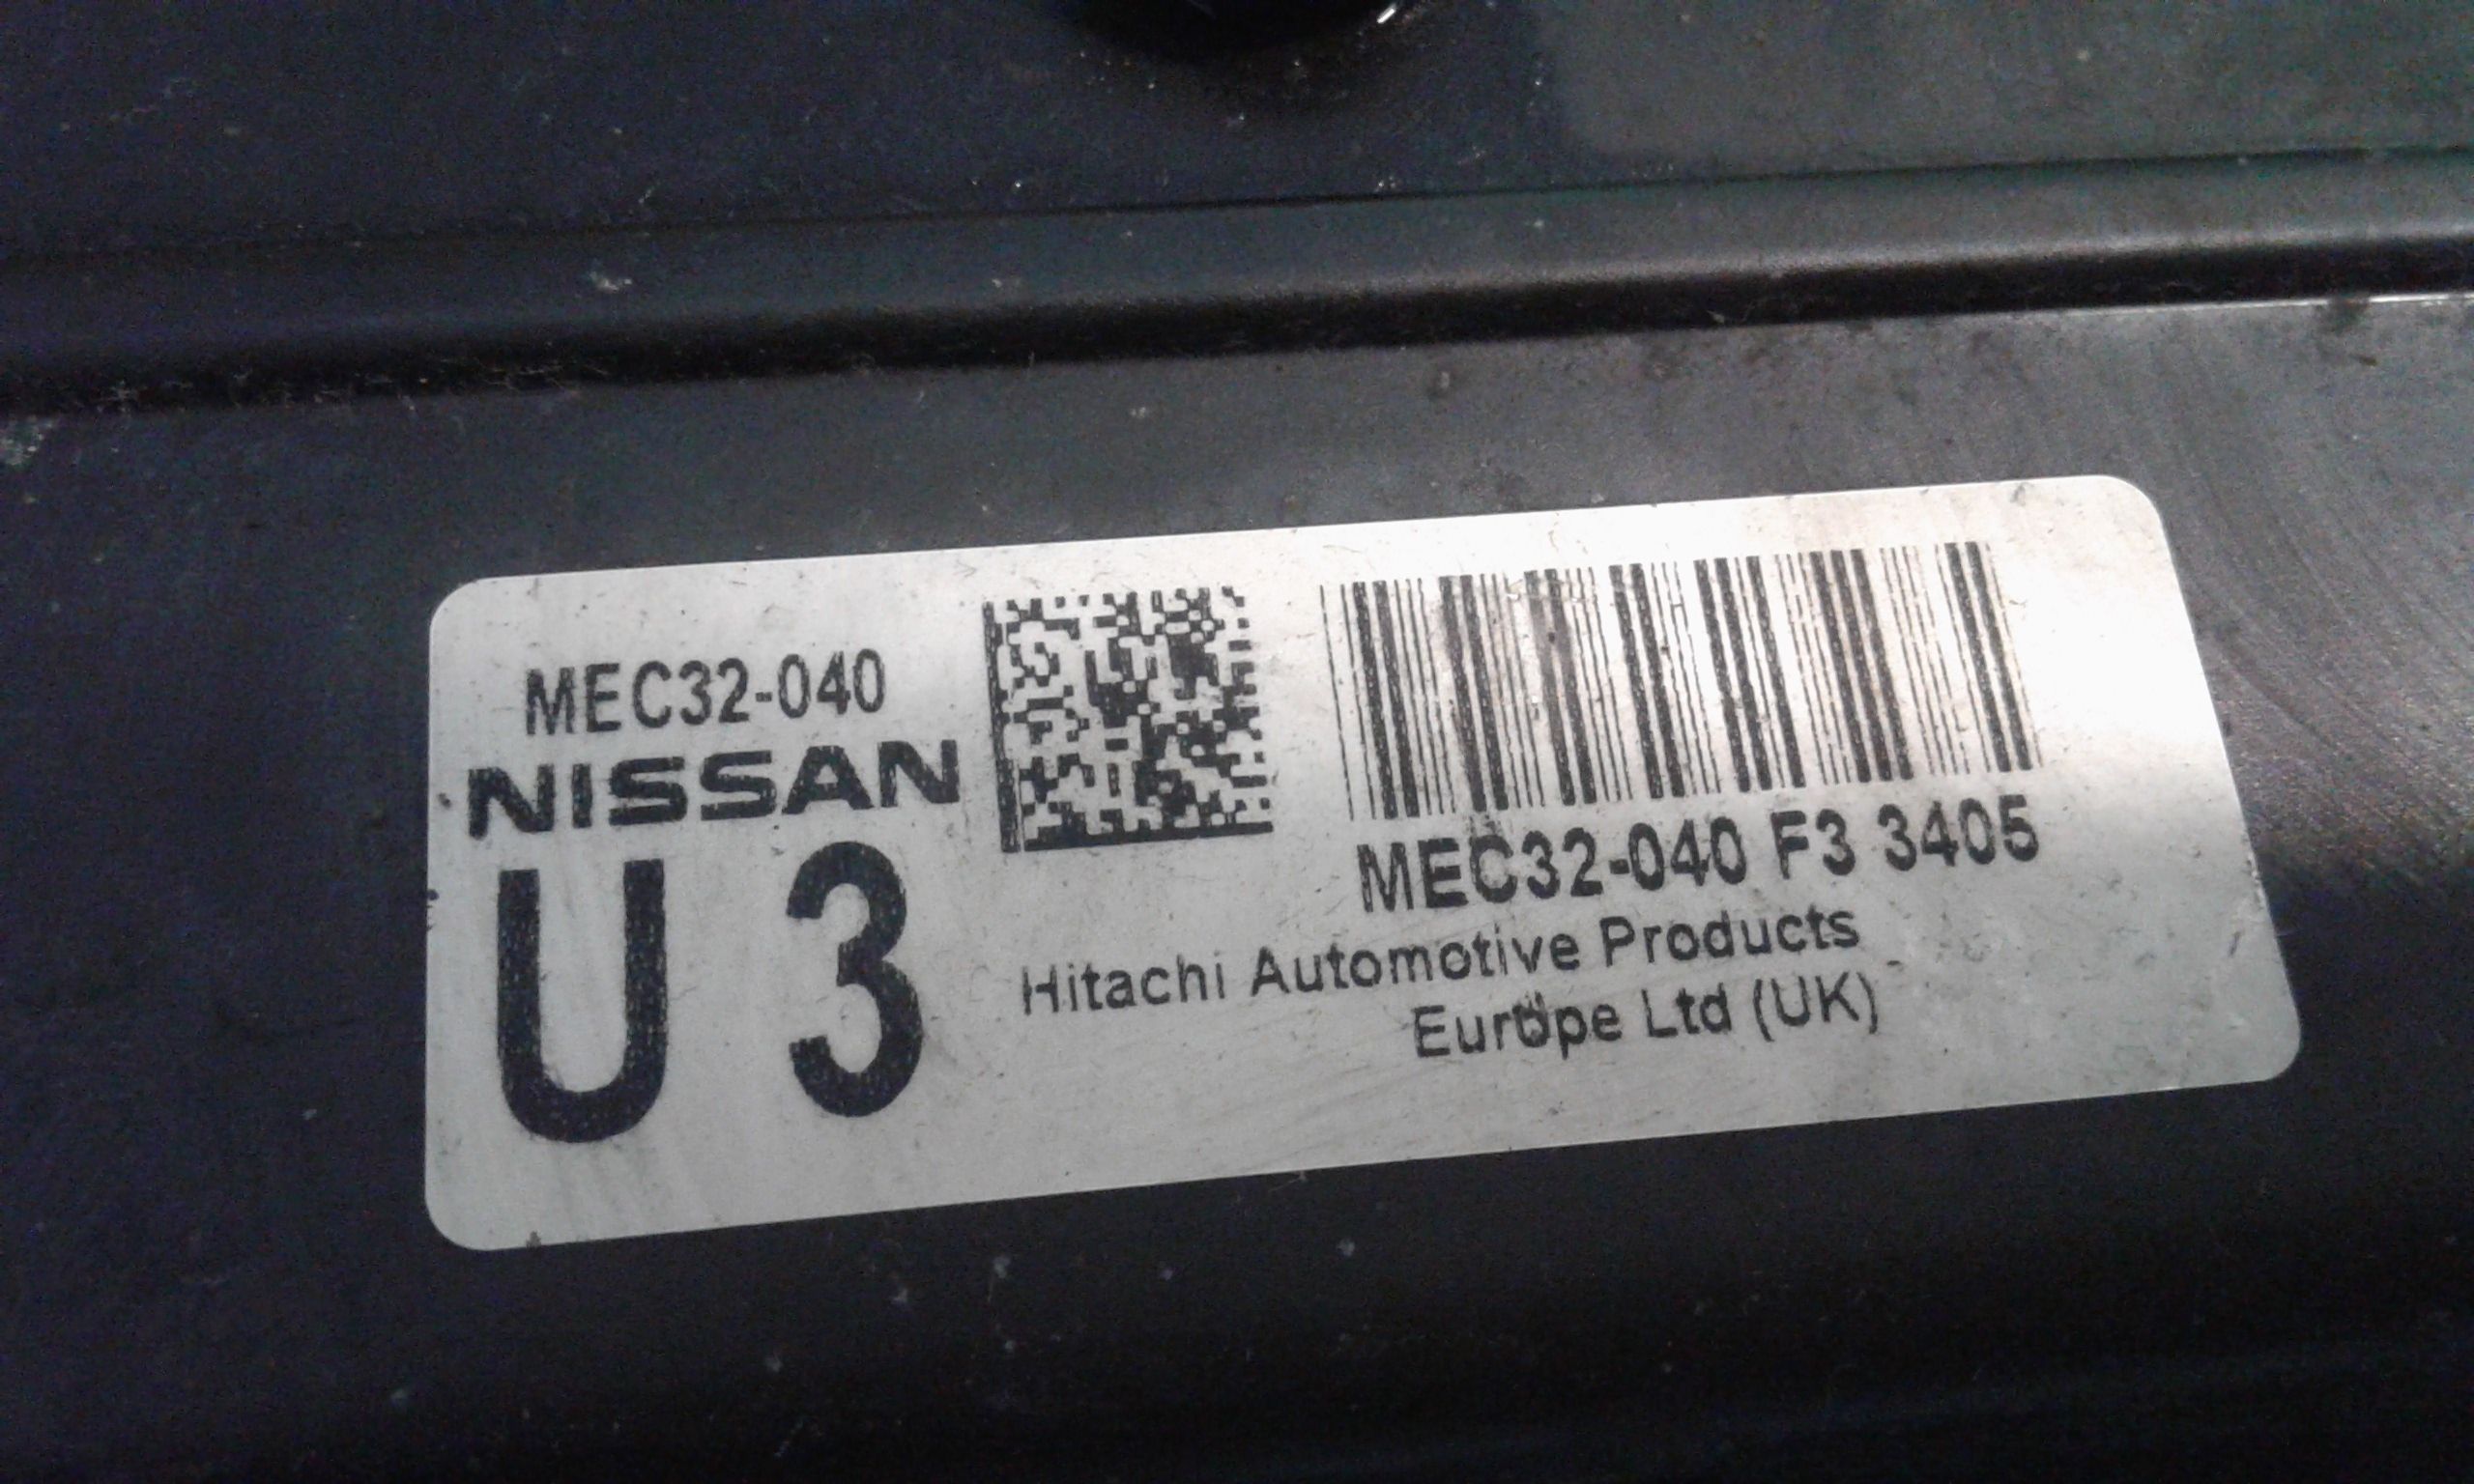 MEC32-040
NISSAN
U 3
MEC32-040 F3 3405
Hitachi Automotive Products
Europe Ltd (UK)